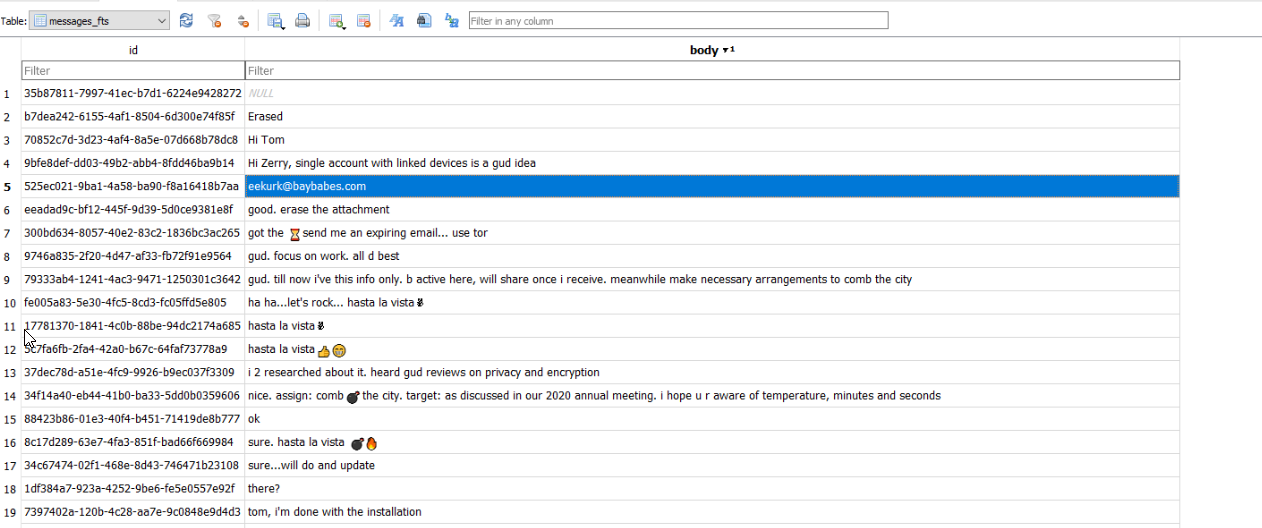 Table: messages_fts Filter in any column
id body ▼1
Filter Filter
1 35b87811-7997-41ec-b7d1-6224e9428272 NULL
2 b7dea242-6155-4af1-8504-6d300e74f85f Erased
3 70852c7d-3d23-4af4-8a5e-07d668b78dc8 Hi Tom
4 9bfe8def-dd03-49b2-abb4-8fdd46ba9b14 Hi Zerry, single account with linked devices is a gud idea
5 525ec021-9ba1-4a58-ba90-f8a16418b7aa eekurk@baybabes.com
6 eeadad9c-bf12-445f-9d39-5d0ce9381e8f good. erase the attachment
7 300bd634-8057-40e2-83c2-1836bc3ac265 got the ⏳ send me an expiring email... use tor
8 9746a835-2f20-4d47-af33-fb72f91e9564 gud. focus on work. all d best
9 79333ab4-1241-4ac3-9471-1250301c3642 gud. till now i've this info only. b active here, will share once i receive. meanwhile make necessary arrangements to comb the city
10 fe005a83-5e30-4fc5-8cd3-fc05ffd5e805 ha ha...let's rock... hasta la vista
11 17781370-1841-4c0b-88be-94dc2174a685 hasta la vista
12 5c7fa6fb-2fa4-42a0-b67c-64faf73778a9 hasta la vista 👍😁
13 37dec78d-a51e-4fc9-9926-b9ec037f3309 i 2 researched about it. heard gud reviews on privacy and encryption
14 34f14a40-eb44-41b0-ba33-5dd0b0359606 nice. assign: comb 💣 the city. target: as discussed in our 2020 annual meeting. i hope u r aware of temperature, minutes and seconds
15 88423b86-01e3-40f4-b451-71419de8b777 ok
16 8c17d289-63e7-4fa3-851f-bad66f669984 sure. hasta la vista 💣🔥
17 34c67474-02f1-468e-8d43-746471b23108 sure...will do and update
18 1df384a7-923a-4252-9be6-fe5e0557e92f there?
19 7397402a-120b-4c28-aa7e-9c0848e9d4d3 tom, i'm done with the installation